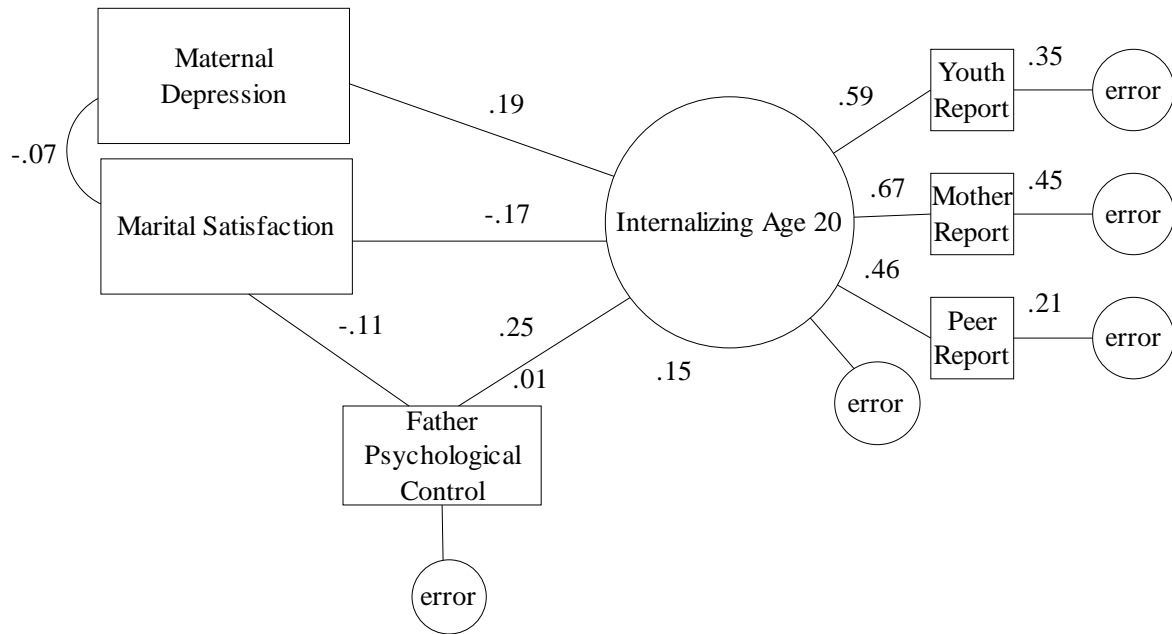 Maternal
Depression
-.07
Marital Satisfaction
.19
-.17
-.11
.25
.01
Father
Psychological
Control
error
Internalizing Age 20
.15
error
.59
Youth
Report
.35
error
.67
Mother
Report
.45
error
.46
Peer
Report
.21
error